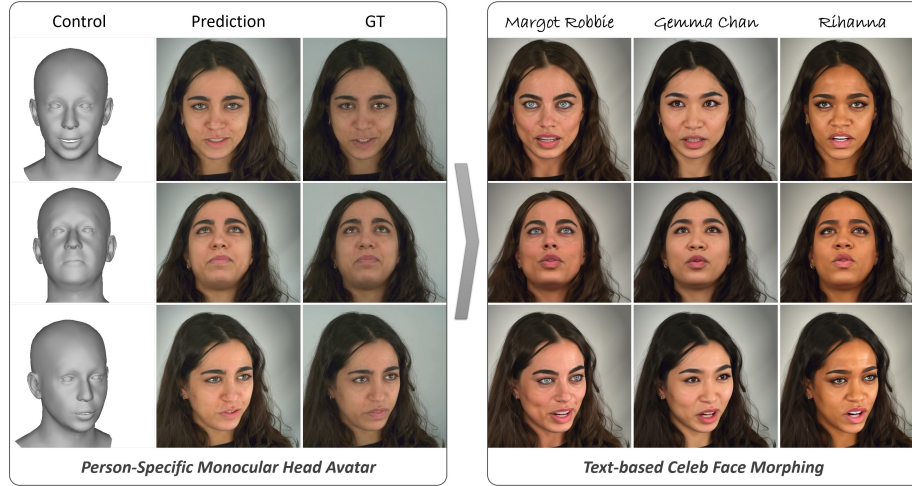 Control Prediction GT
Person-Specific Monocular Head Avatar
Margot Robbie Gemma Chan Rihanna
Text-based Celeb Face Morphing